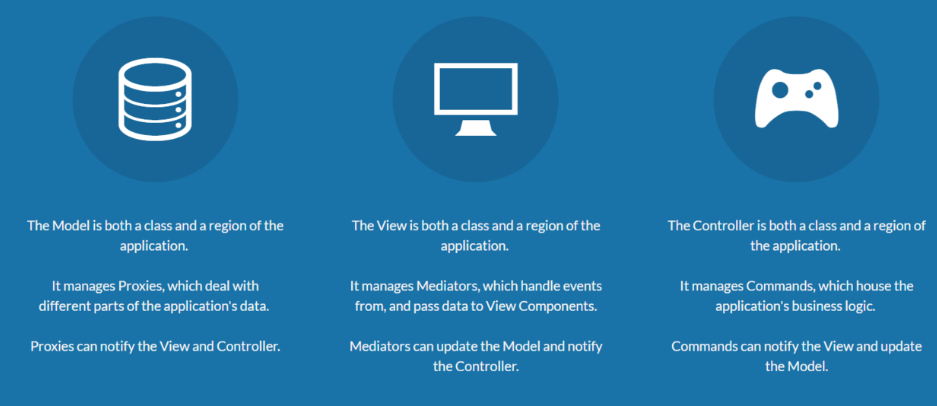 The Model is both a class and a region of the
application.
It manages Proxies, which deal with
different parts of the application's data.
Proxies can notify the View and Controller.
The View is both a class and a region of the
application.
It manages Mediators, which handle events
from, and pass data to View Components.
Mediators can update the Model and notify
the Controller.
The Controller is both a class and a region of
the application.
It manages Commands, which house the
application's business logic.
Commands can notify the View and update
the Model.